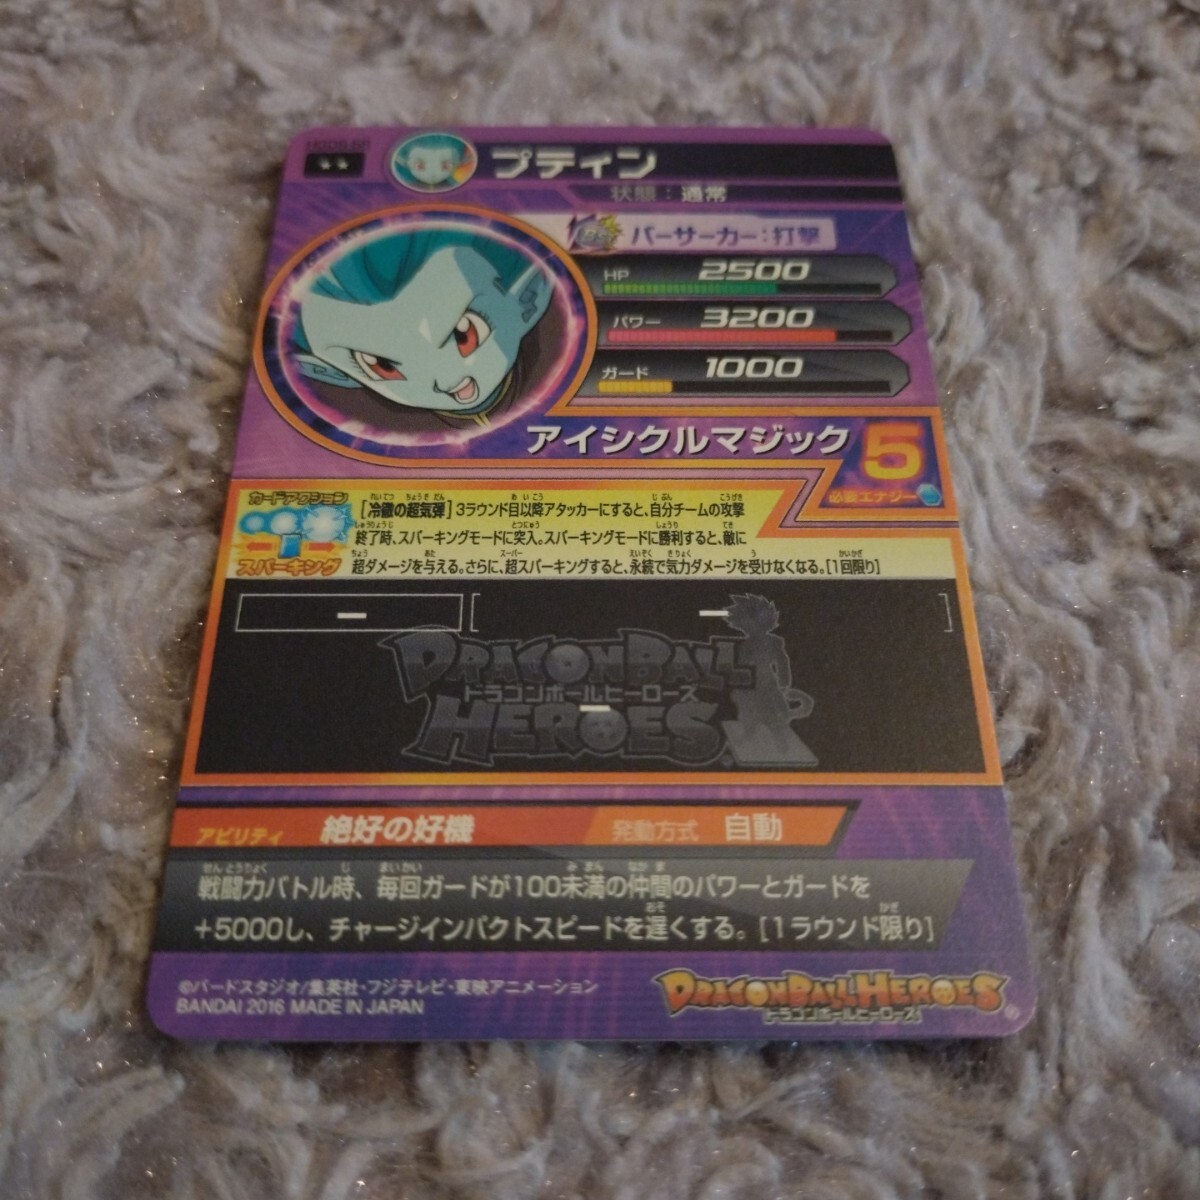 プティン
状態：通常
バーサーカー：打撃
HP 2500
パワー 3200
ガード 1000
アイシクルマジック 5
必要エナジー
カードアクション
スパーキング
[冷徹の超気弾]3ラウンド目以降アタッカーにすると、自分チームの攻撃
終了時、スパーキングモードに突入。スパーキングモードに勝利すると、敵に
超ダメージを与える。さらに、超スパーキングすると、永続で気力ダメージを受けなくなる。[1回限り]
ー [ ー ]
DRAGONBALL
ドラゴンボールヒーローズ
ー
HEROES
アビリティ 絶好の好機 発動方式 自動
戦闘力バトル時、毎回ガードが100未満の仲間のパワーとガードを
+5000し、チャージインパクトスピードを遅くする。[1ラウンド限り]
©バードスタジオ/集英社・フジテレビ・東映アニメーション
BANDAI 2016 MADE IN JAPAN
DRAGONBALL HEROES
ドラゴンボールヒーローズ